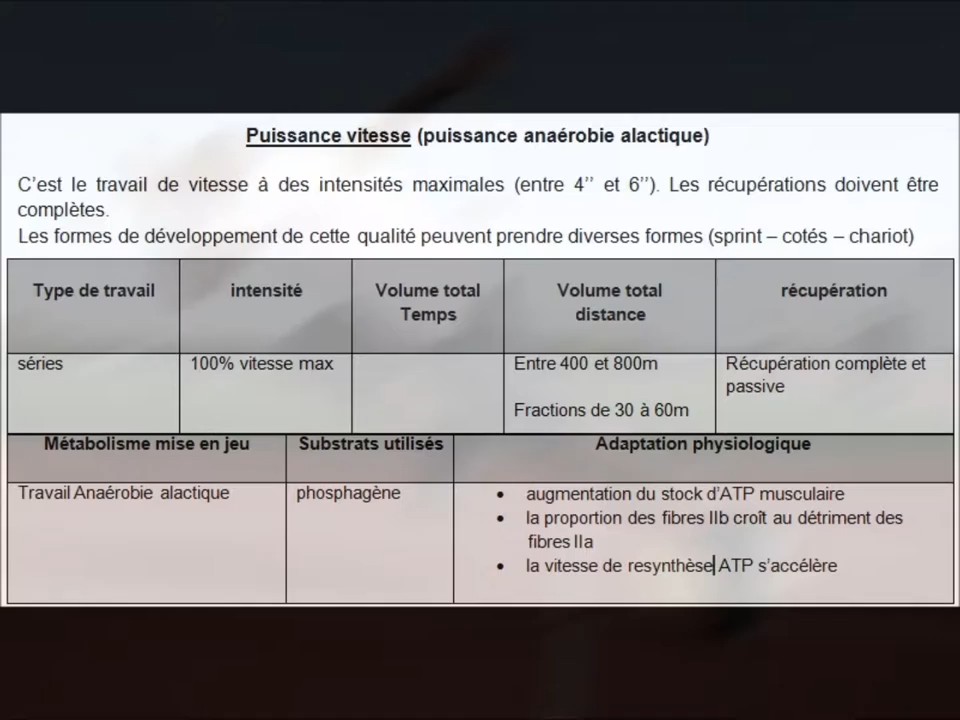 Puissance vitesse (puissance anaérobie alactique)
C’est le travail de vitesse à des intensités maximales (entre 4’’ et 6’’). Les récupérations doivent être
complètes.
Les formes de développement de cette qualité peuvent prendre diverses formes (sprint – cotés – chariot)
Type de travail
intensité
Volume total
Temps
Volume total
distance
récupération
séries
100% vitesse max
Entre 400 et 800m
Fractions de 30 à 60m
Récupération complète et
passive
Métabolisme mise en jeu
Substrats utilisés
Adaptation physiologique
Travail Anaérobie alactique
phosphagène
• augmentation du stock d’ATP musculaire
• la proportion des fibres IIb croît au détriment des
fibres IIa
• la vitesse de resynthèse ATP s’accélère